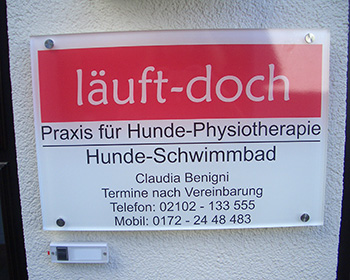 läuft-doch
Praxis für Hunde-Physiotherapie
Hunde-Schwimmbad
Claudia Benigni
Termine nach Vereinbarung
Telefon: 02102 - 133 555
Mobil: 0172 - 24 48 483